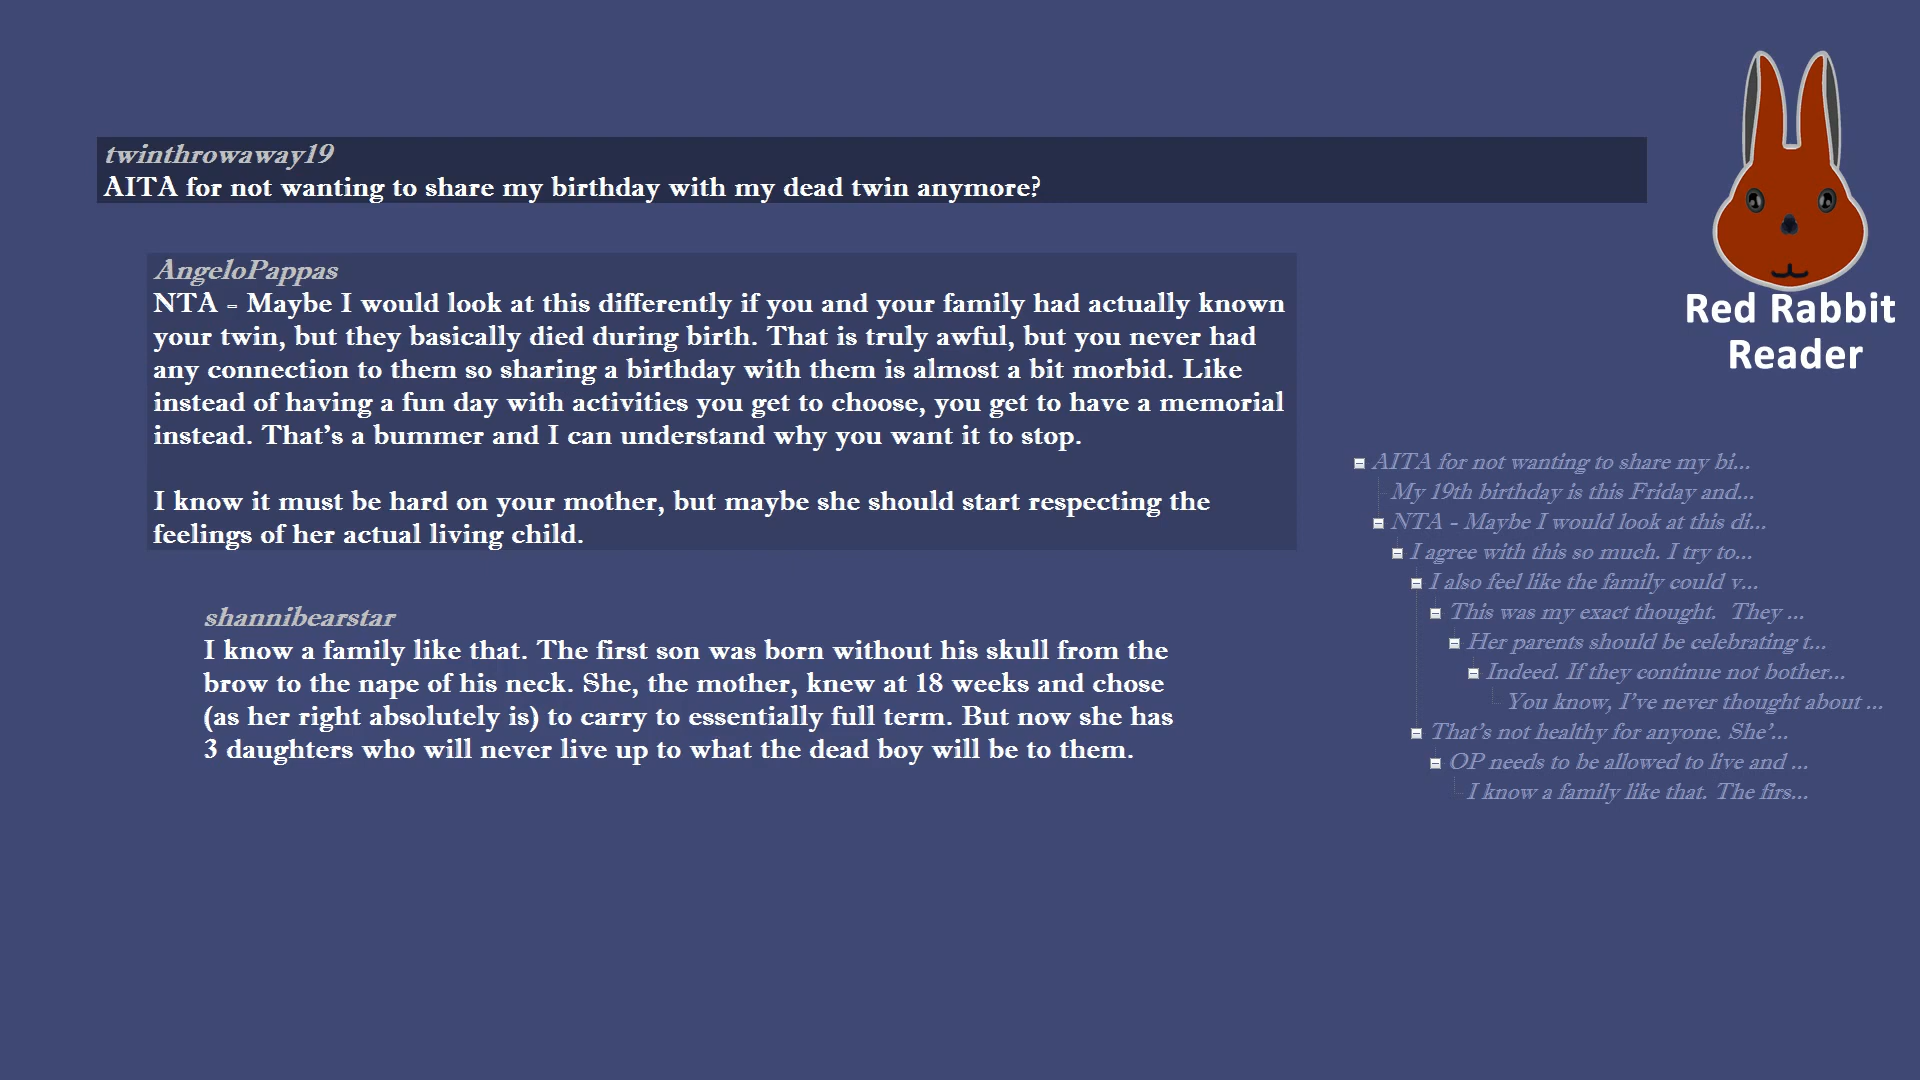 twinthrowaway19
AITA for not wanting to share my birthday with my dead twin anymore?
AngeloPappas
NTA - Maybe I would look at this differently if you and your family had actually known
your twin, but they basically died during birth. That is truly awful, but you never had
any connection to them so sharing a birthday with them is almost a bit morbid. Like
instead of having a fun day with activities you get to choose, you get to have a memorial
instead. That's a bummer and I can understand why you want it to stop.
I know it must be hard on your mother, but maybe she should start respecting the
feelings of her actual living child.
shannibearstar
I know a family like that. The first son was born without his skull from the
brow to the nape of his neck. She, the mother, knew at 18 weeks and chose
(as her right absolutely is) to carry to essentially full term. But now she has
3 daughters who will never live up to what the dead boy will be to them.
Red Rabbit
Reader
AITA for not wanting to share my bi...
My 19th birthday is this Friday and...
NTA - Maybe I would look at this di...
I agree with this so much. I try to...
I also feel like the family could v...
This was my exact thought.  They ...
Her parents should be celebrating t...
Indeed. If they continue not bother...
You know, I've never thought about ...
That's not healthy for anyone. She'...
OP needs to be allowed to live and ...
I know a family like that. The firs...